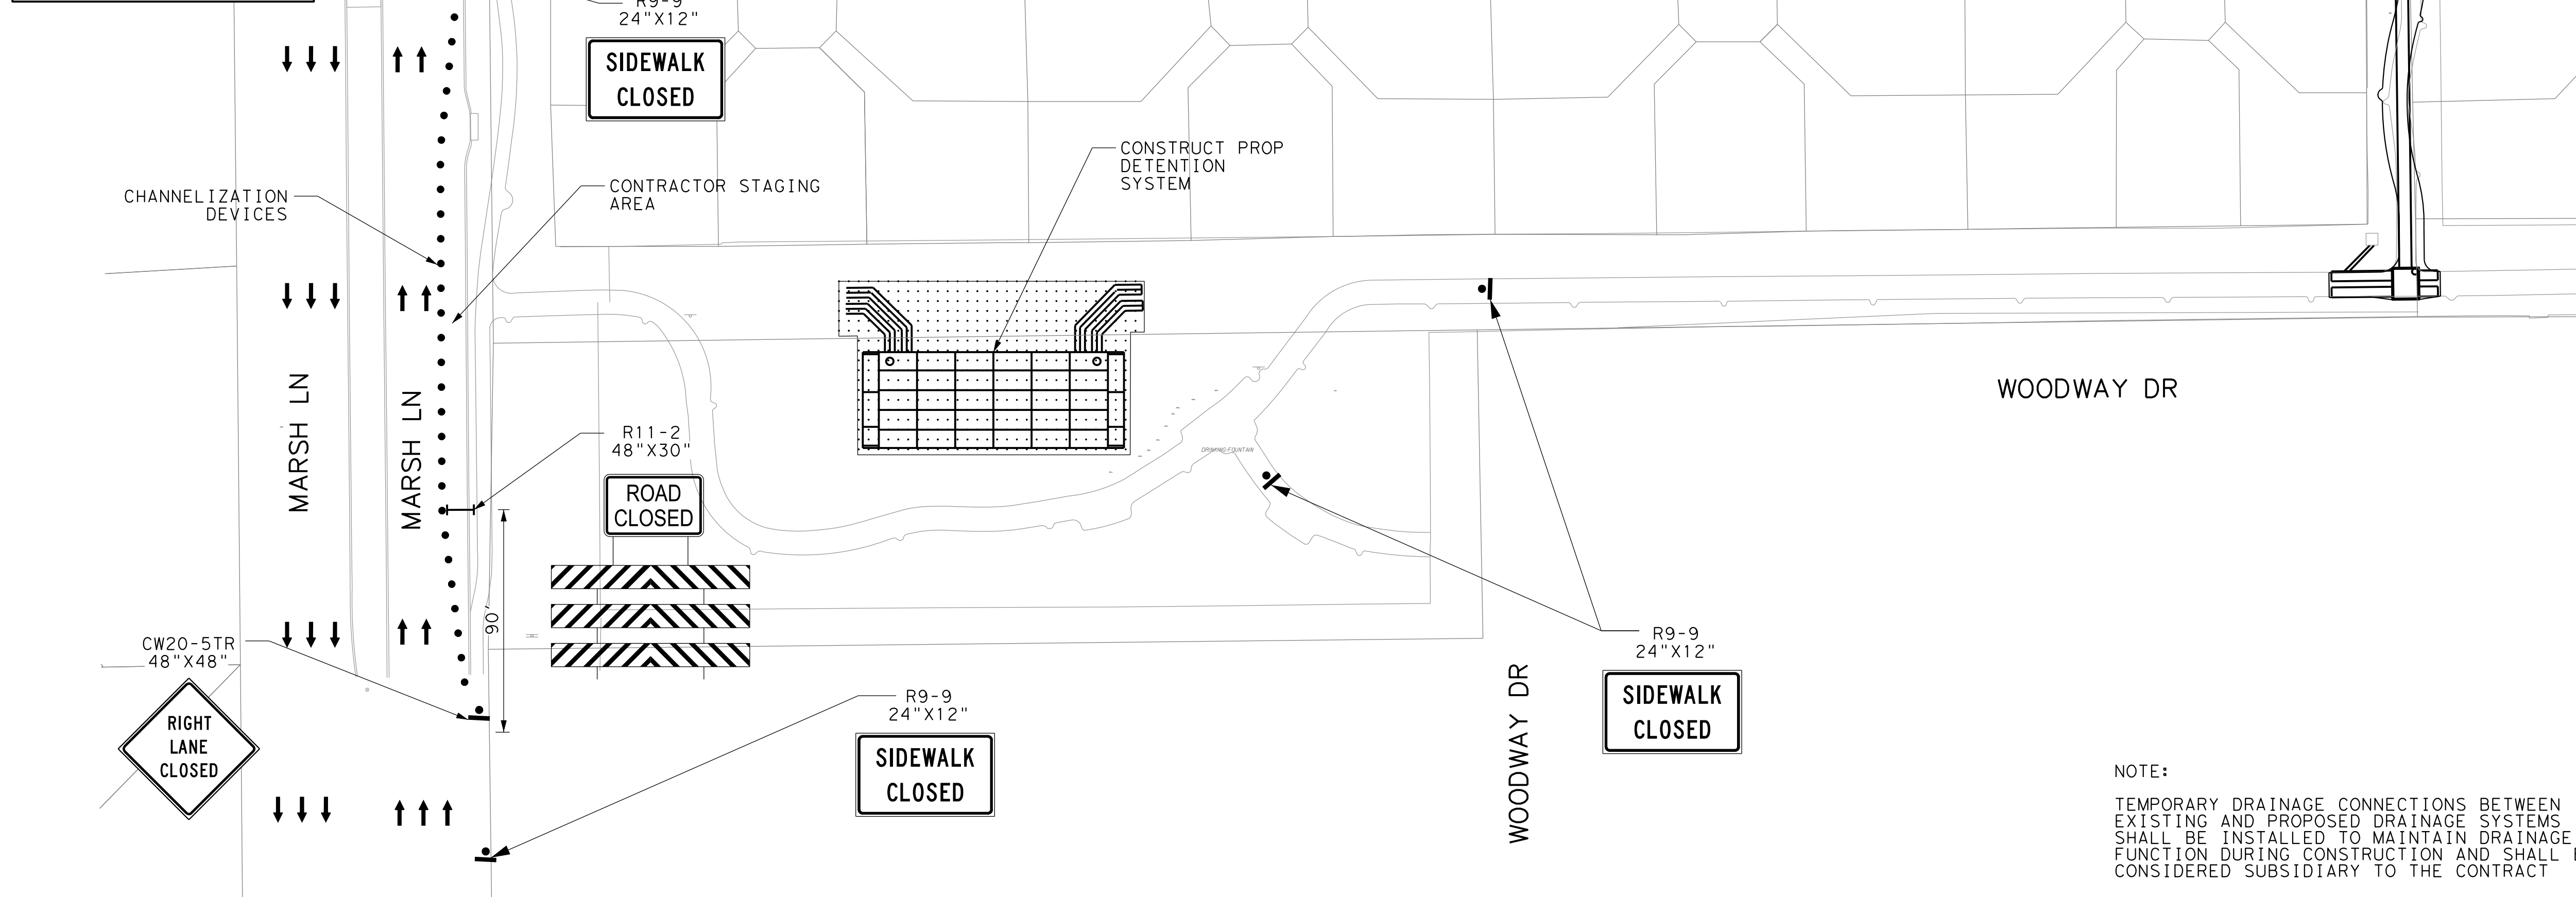 R9-9
24"X12"
SIDEWALK
CLOSED
CHANNELIZATION
DEVICES
CONTRACTOR STAGING
AREA
CONSTRUCT PROP
DETENTION
SYSTEM
MARSH LN
MARSH LN
R11-2
48"X30"
ROAD
CLOSED
90'
DRINKING FOUNTAIN
WOODWAY DR
CW20-5TR
48"X48"
RIGHT
LANE
CLOSED
R9-9
24"X12"
SIDEWALK
CLOSED
R9-9
24"X12"
SIDEWALK
CLOSED
WOODWAY DR
NOTE:
TEMPORARY DRAINAGE CONNECTIONS BETWEEN
EXISTING AND PROPOSED DRAINAGE SYSTEMS
SHALL BE INSTALLED TO MAINTAIN DRAINAGE
FUNCTION DURING CONSTRUCTION AND SHALL
CONSIDERED SUBSIDIARY TO THE CONTRACT